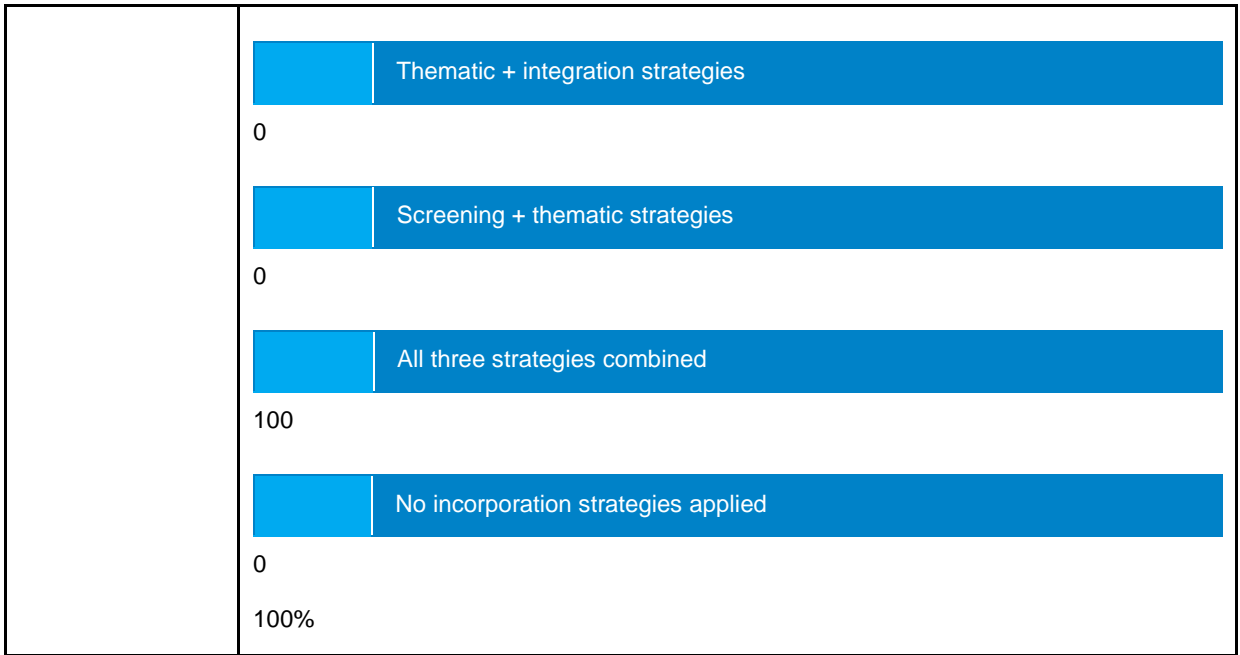 Thematic + integration strategies
0
Screening + thematic strategies
0
All three strategies combined
100
No incorporation strategies applied
0
100%